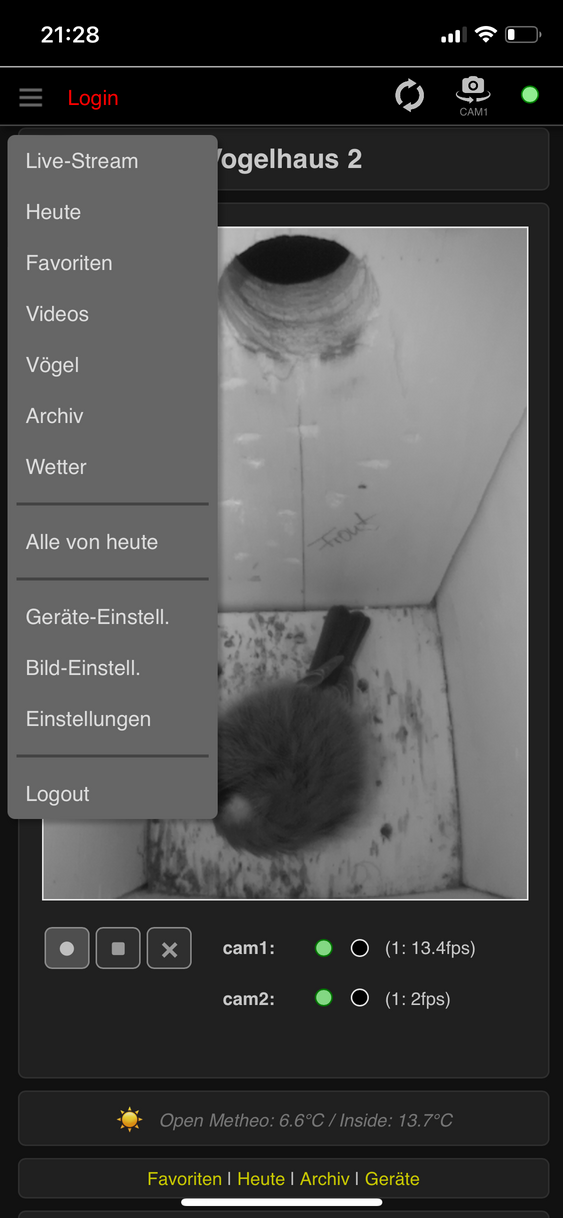 21:28
Login
CAM1
Vogelhaus 2
Live-Stream
Heute
Favoriten
Videos
Vögel
Archiv
Wetter
Alle von heute
Geräte-Einstell.
Bild-Einstell.
Einstellungen
Logout
Front
cam1: (1: 13.4fps)
cam2: (1: 2fps)
Open Metheo: 6.6°C / Inside: 13.7°C
Favoriten | Heute | Archiv | Geräte